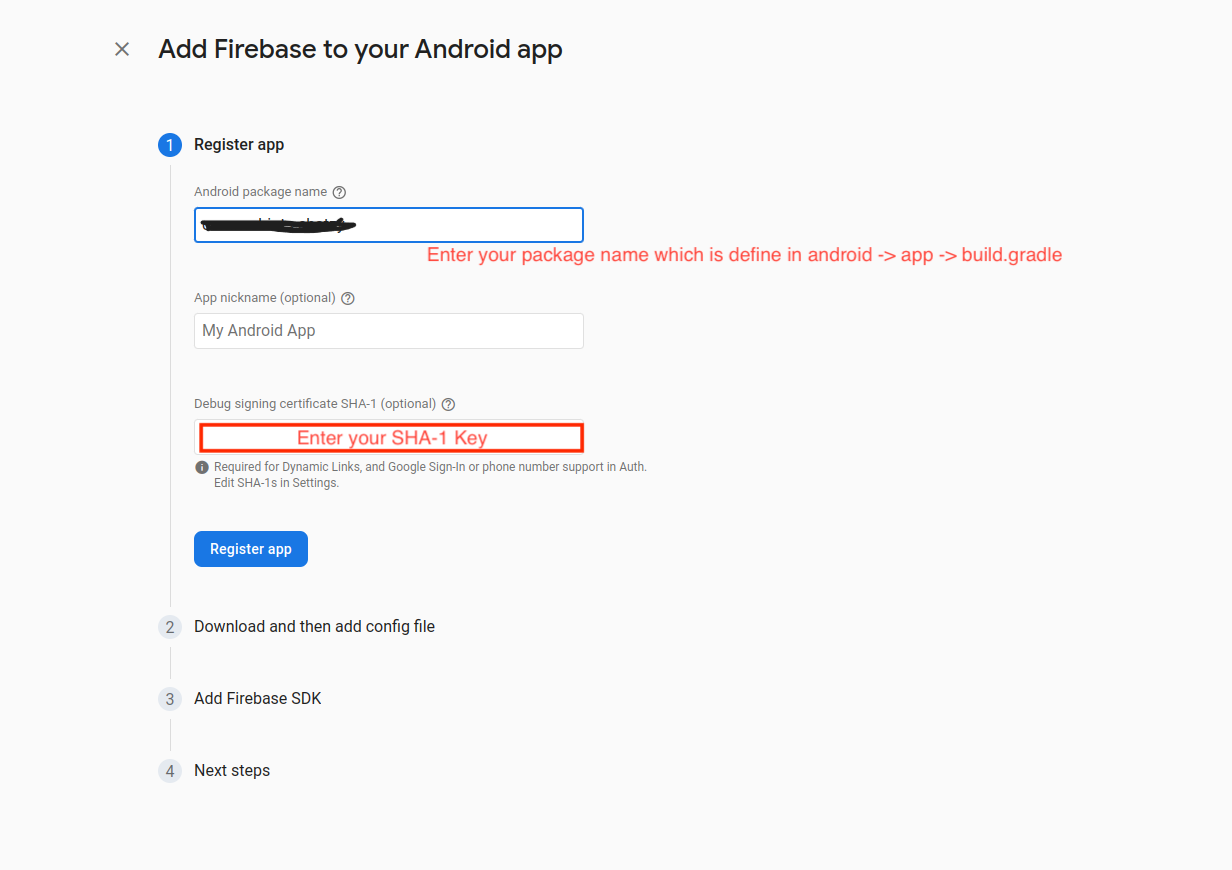 Add Firebase to your Android app
1 Register app
Android package name
Enter your package name which is define in android -> app -> build.gradle
App nickname (optional)
My Android App
Debug signing certificate SHA-1 (optional)
Enter your SHA-1 Key
Required for Dynamic Links, and Google Sign-In or phone number support in Auth.
Edit SHA-1s in Settings.
Register app
2 Download and then add config file
3 Add Firebase SDK
4 Next steps